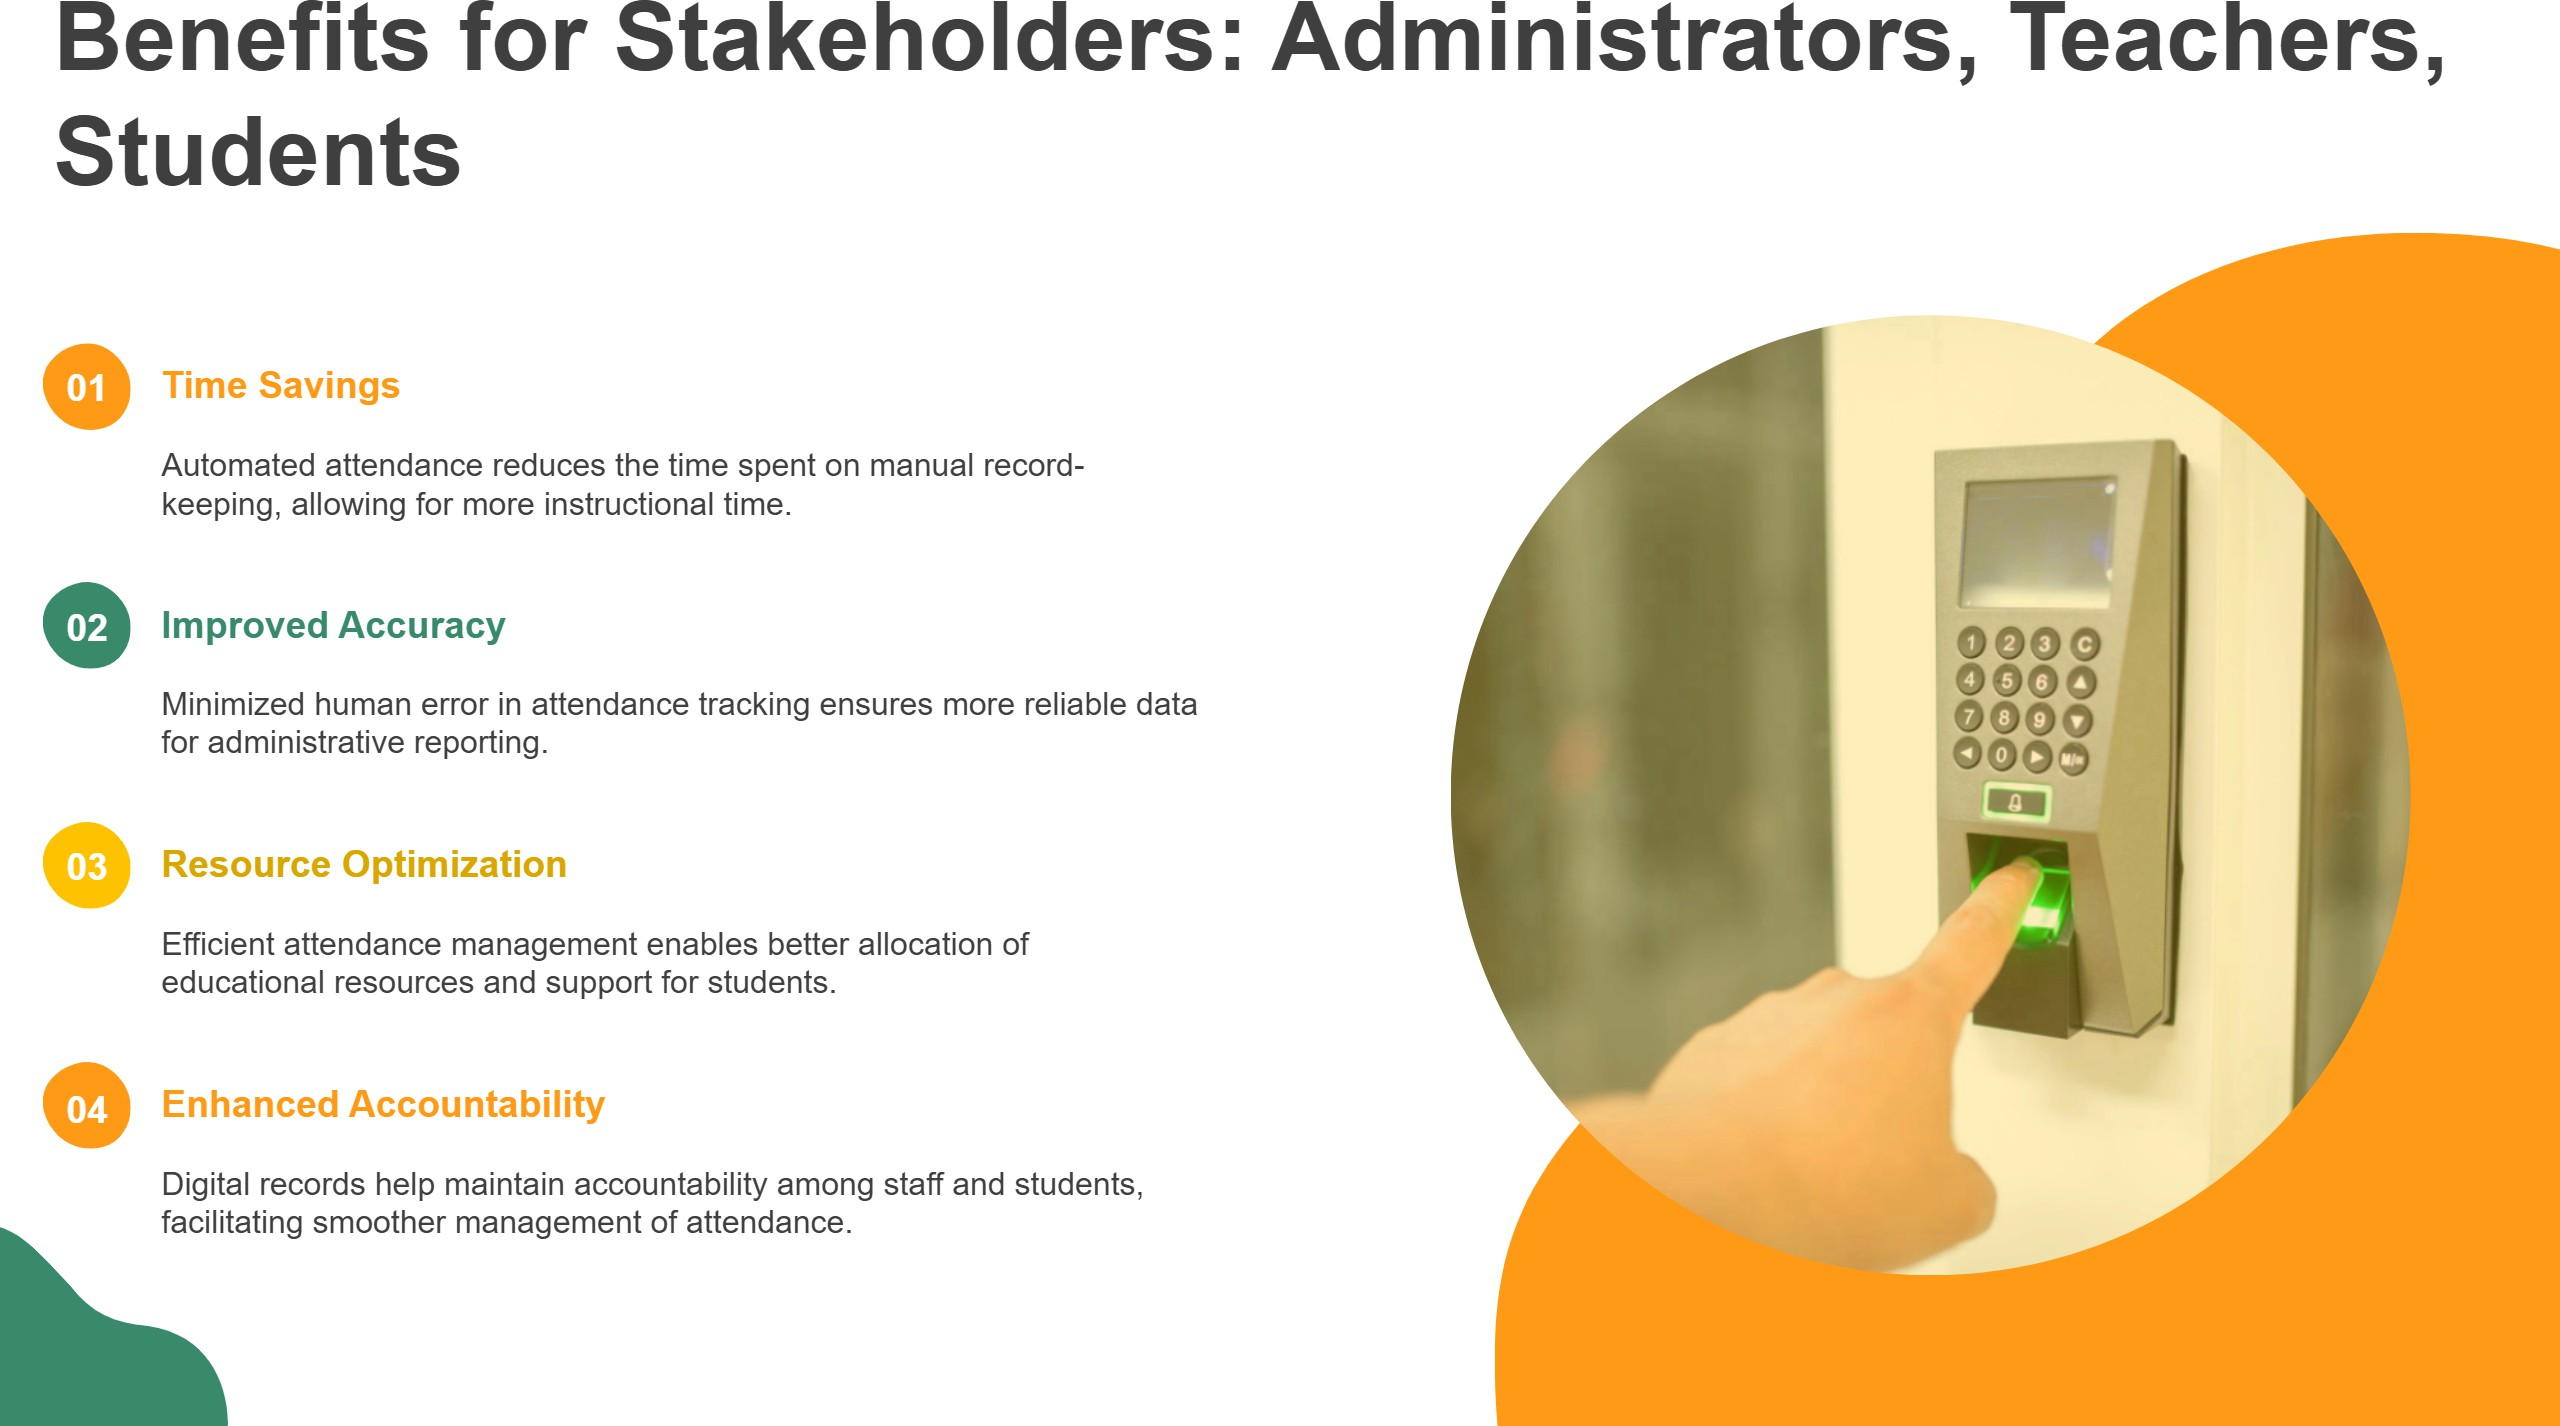 Benefits for Stakeholders: Administrators, Teachers,
Students
01
Time Savings
Automated attendance reduces the time spent on manual record-
keeping, allowing for more instructional time.
02
Improved Accuracy
Minimized human error in attendance tracking ensures more reliable data
for administrative reporting.
03
Resource Optimization
Efficient attendance management enables better allocation of
educational resources and support for students.
04
Enhanced Accountability
Digital records help maintain accountability among staff and students,
facilitating smoother management of attendance.
1 2 3 C
4 5 6 ▲
7 8 9 ▼
◀ 0 ▶